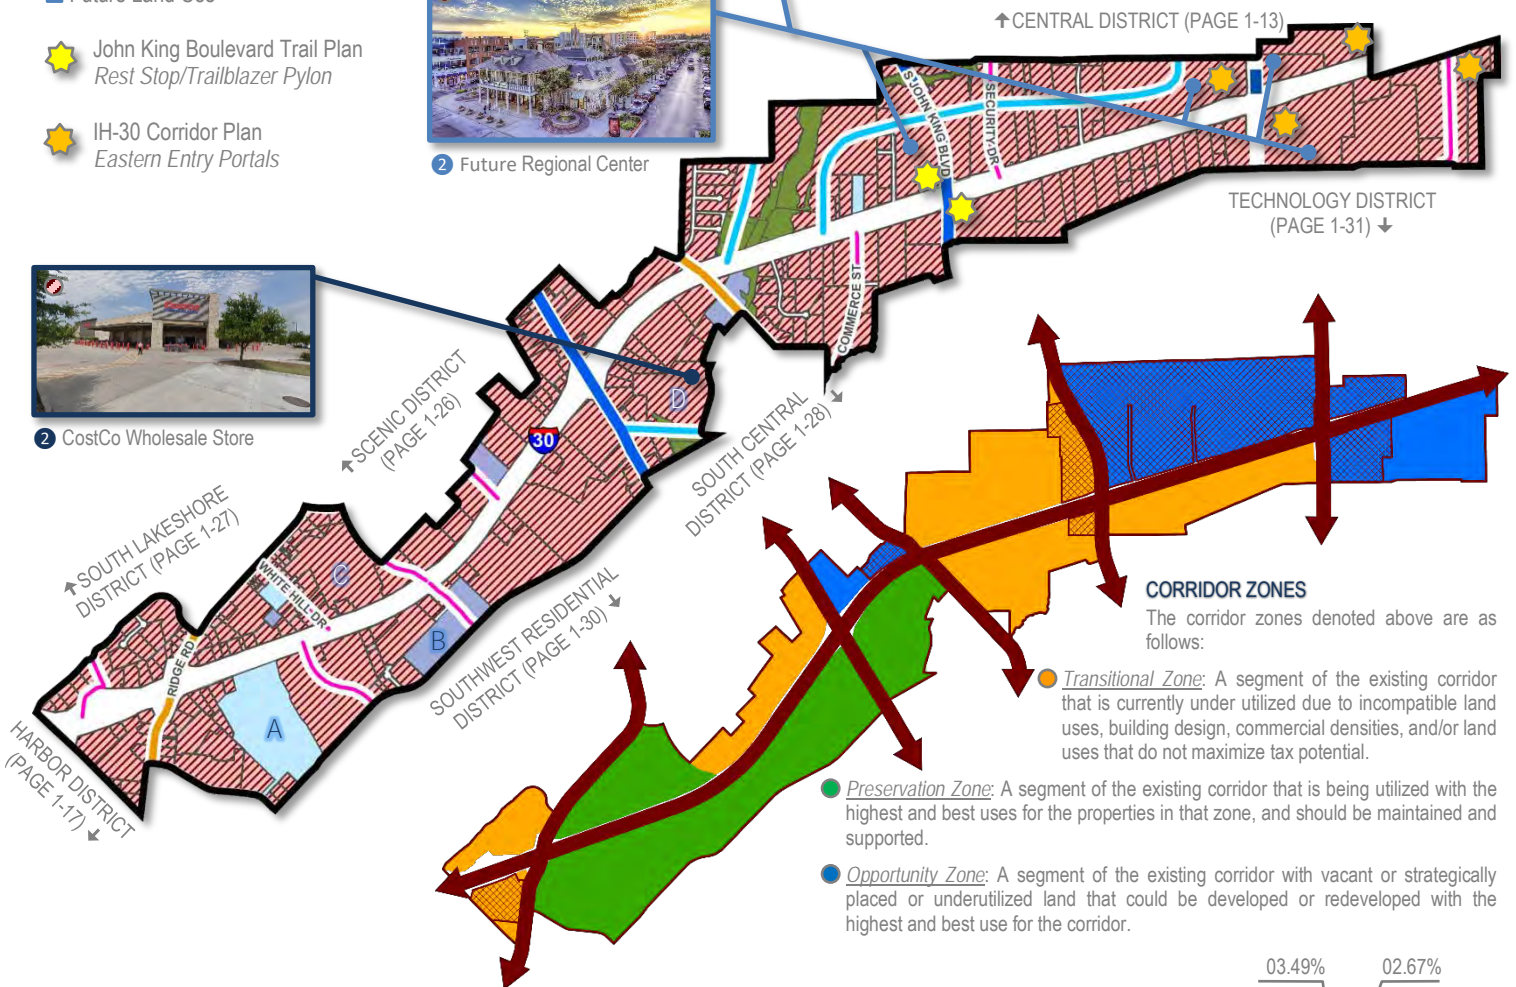 Future Land Use
John King Boulevard Trail Plan
Rest Stop/Trailblazer Pylon
IH-30 Corridor Plan
Eastern Entry Portals
2 Future Regional Center
↑CENTRAL DISTRICT (PAGE 1-13)
S JOHN KING BLVD
SECURITY DR
TECHNOLOGY DISTRICT
(PAGE 1-31) ↓
COMMERCE ST
2 CostCo Wholesale Store
↖SCENIC DISTRICT
(PAGE 1-26)
D
30
SOUTH CENTRAL
DISTRICT (PAGE 1-28) ↘
↖SOUTH LAKESHORE
DISTRICT (PAGE 1-27)
WHITE HILL DR
C
B
RIDGE RD
A
SOUTHWEST RESIDENTIAL
DISTRICT (PAGE 1-30) ↘
HARBOR DISTRICT
(PAGE 1-17) ↙
CORRIDOR ZONES
The corridor zones denoted above are as
follows:
Transitional Zone: A segment of the existing corridor
that is currently under utilized due to incompatible land
uses, building design, commercial densities, and/or land
uses that do not maximize tax potential.
Preservation Zone: A segment of the existing corridor that is being utilized with the
highest and best uses for the properties in that zone, and should be maintained and
supported.
Opportunity Zone: A segment of the existing corridor with vacant or strategically
placed or underutilized land that could be developed or redeveloped with the
highest and best use for the corridor.
03.49%
02.67%